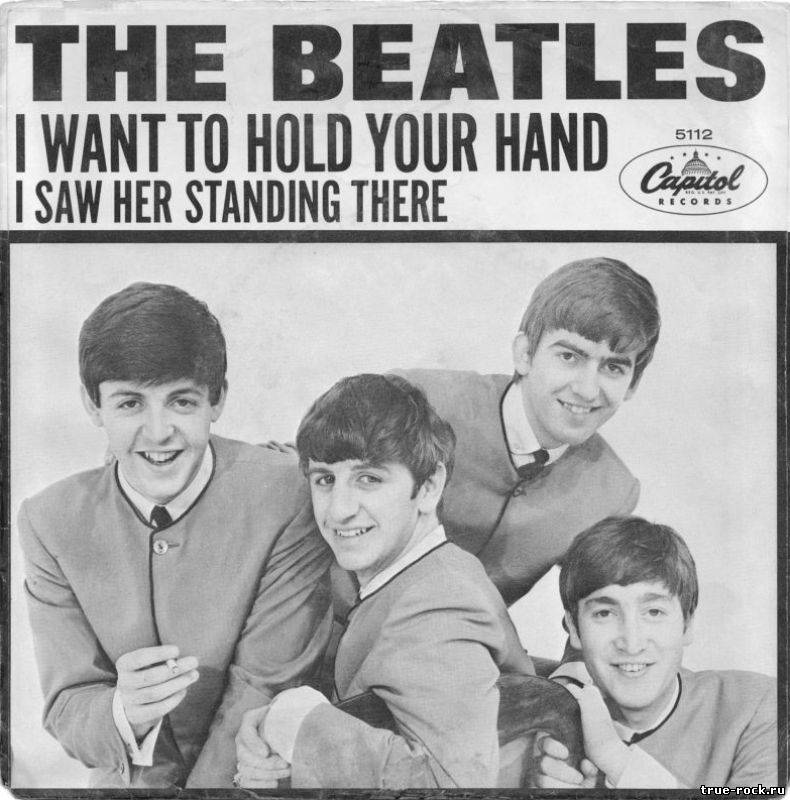 THE BEATLES
I WANT TO HOLD YOUR HAND
I SAW HER STANDING THERE
5112
Capitol
RECORDS
true-rock.ru